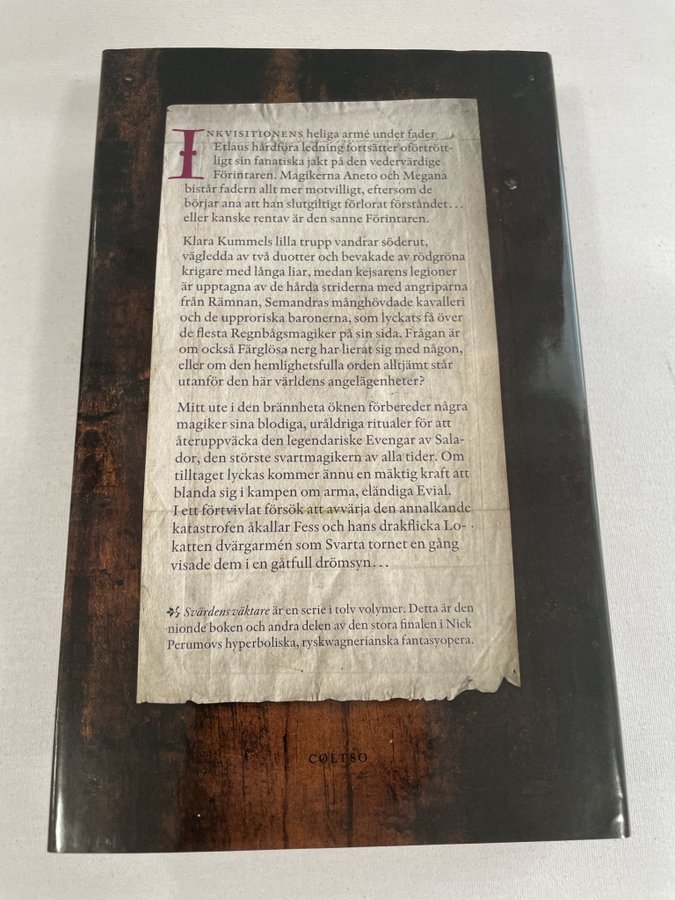 INKVISITIONENS heliga armé under fader
Etlaus hårdföra ledning fortsätter oförtrött-
ligt sin fanatiska jakt på den vedervärdige
Förintaren. Magikerna Aneto och Megana
bistår fadern allt mer motvilligt, eftersom de
börjar ana att han slutgiltigt förlorat förståndet…
eller kanske rentav är den sanne Förintaren.
Klara Kummels lilla trupp vandrar söderut,
vägledda av två duotter och bevakade av rödgröna
krigare med långa liar, medan kejsarens legioner
är upptagna av de hårda striderna med angriparna
från Rämnan, Semandras månghövdade kavalleri
och de upproriska baronerna, som lyckats få över
de flesta Regnbågsmagiker på sin sida. Frågan är
om också Färglösa nerg har lierat sig med någon,
eller om den hemlighetsfulla orden alltjämt står
utanför den här världens angelägenheter?
Mitt ute i den brännheta öknen förbereder några
magiker sina blodiga, uråldriga ritualer för att
återuppväcka den legendariske Evengar av Sala-
dor, den störste svartmagikern av alla tider. Om
tilltaget lyckas kommer ännu en mäktig kraft att
blanda sig i kampen om arma, eländiga Evial.
I ett förtvivlat försök att avvärja den annalkande
katastrofen åkallar Fess och hans drakflicka Lo-
katten dvärgarmén som Svarta tornet en gång
visade dem i en gåtfull drömsyn…
Svärdens väktare är en serie i tolv volymer. Detta är den
nionde boken och andra delen av den stora finalen i Nick
Perumovs hyperboliska, ryskwagnerianska fantasyopera.
COLTSO